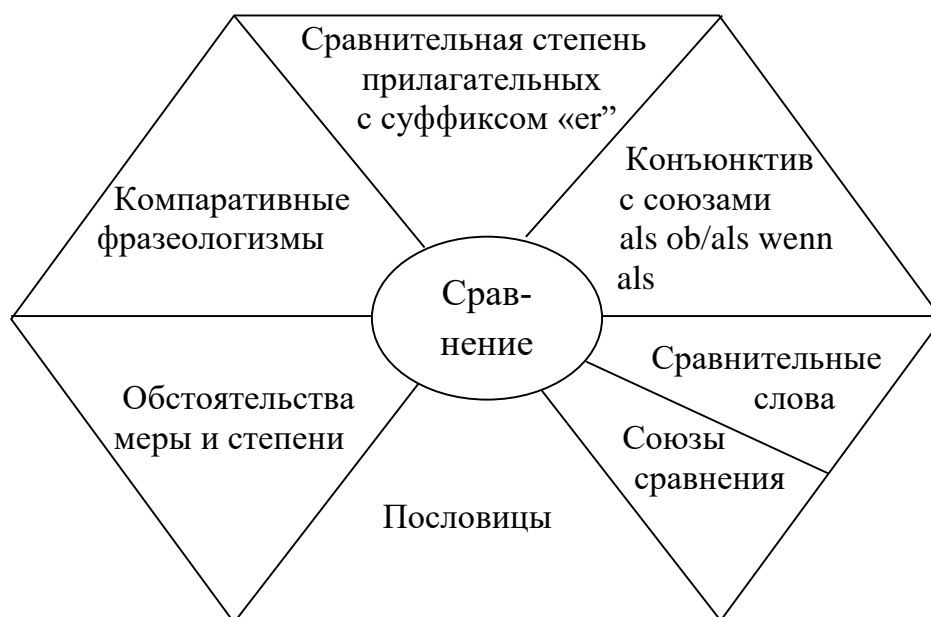 Сравнительная степень
прилагательных
с суффиксом «er”
Конъюнктив
с союзами
als ob/als wenn
als
Компаративные
фразеологизмы
Срав-
нение
Сравнительные
слова
Обстоятельства
меры и степени
Союзы
сравнения
Пословицы